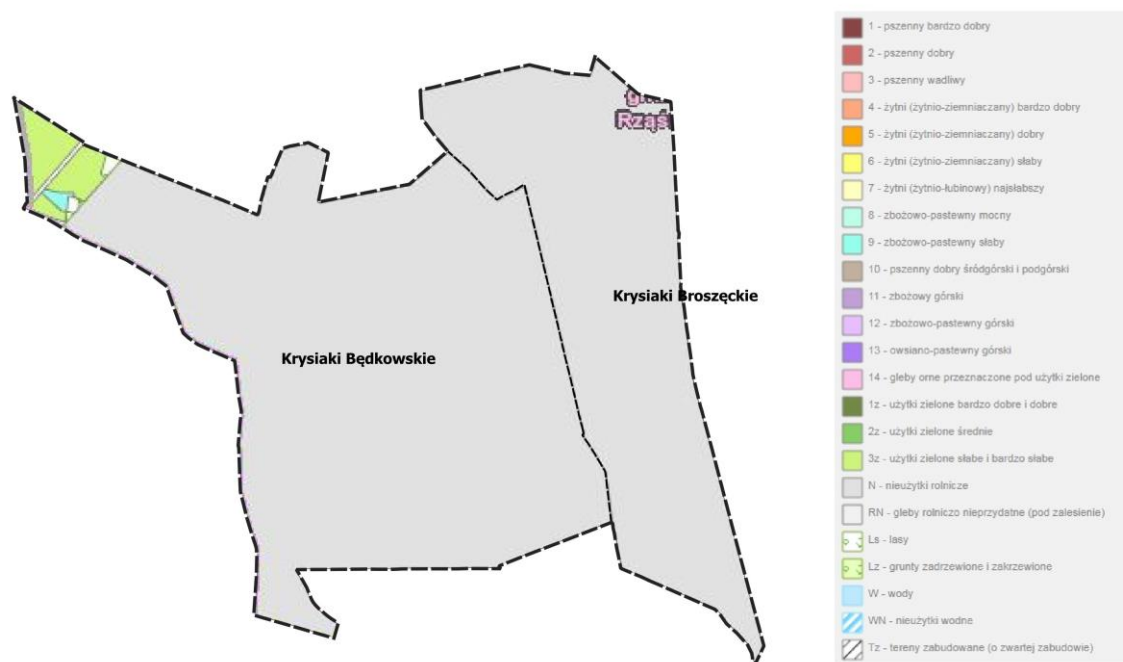 Rząś
Krysiaki Broszęckie
Krysiaki Będkowskie
1 - pszenny bardzo dobry
2 - pszenny dobry
3 - pszenny wadliwy
4 - żytni (żytnio-ziemniaczany) bardzo dobry
5 - żytni (żytnio-ziemniaczany) dobry
6 - żytni (żytnio-ziemniaczany) słaby
7 - żytni (żytnio-łubinowy) najsłabszy
8 - zbożowo-pastewny mocny
9 - zbożowo-pastewny słaby
10 - pszenny dobry śródgórski i podgórski
11 - zbożowy górski
12 - zbożowo-pastewny górski
13 - owsiano-pastewny górski
14 - gleby orne przeznaczone pod użytki zielone
1z - użytki zielone bardzo dobre i dobre
2z - użytki zielone średnie
3z - użytki zielone słabe i bardzo słabe
N - nieużytki rolnicze
RN - gleby rolniczo nieprzydatne (pod zalesienie)
Ls - lasy
Lz - grunty zadrzewione i zakrzewione
W - wody
WN - nieużytki wodne
Tz - tereny zabudowane (o zwartej zabudowie)